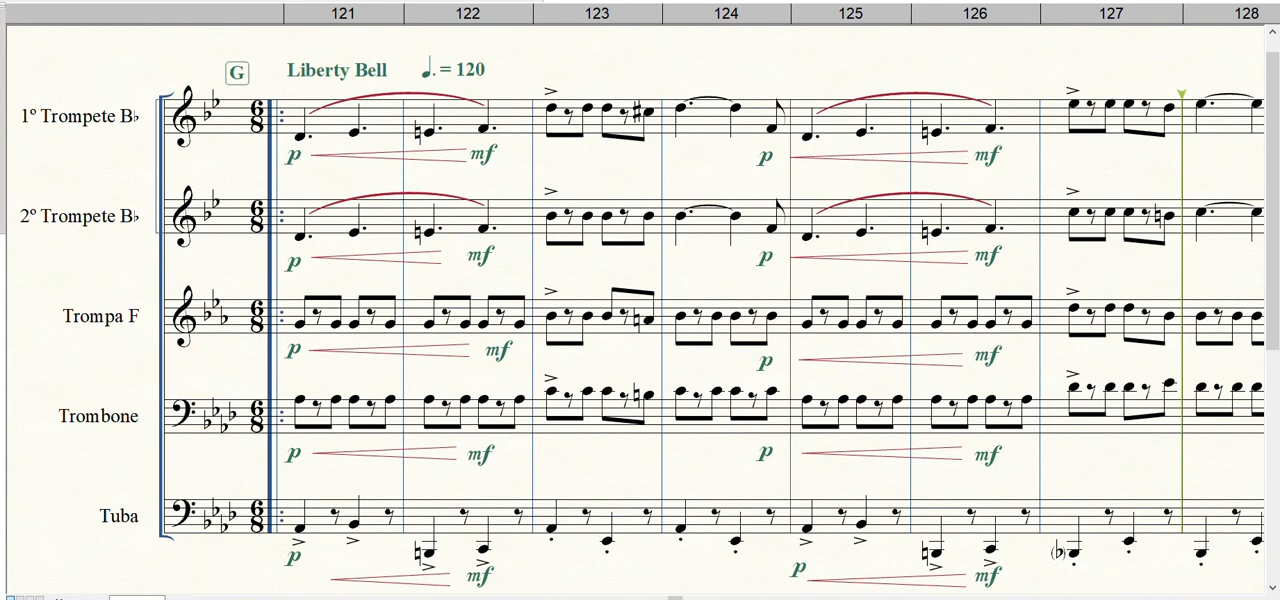 121 122 123 124 125 126 127 128
G Liberty Bell ♩. = 120
1º Trompete B♭ 6 8
p mf p mf
2º Trompete B♭ 6 8
p mf p mf
Trompa F 6 8
p mf p mf
Trombone 6 8
p mf p mf
Tuba 6 8
p mf p mf